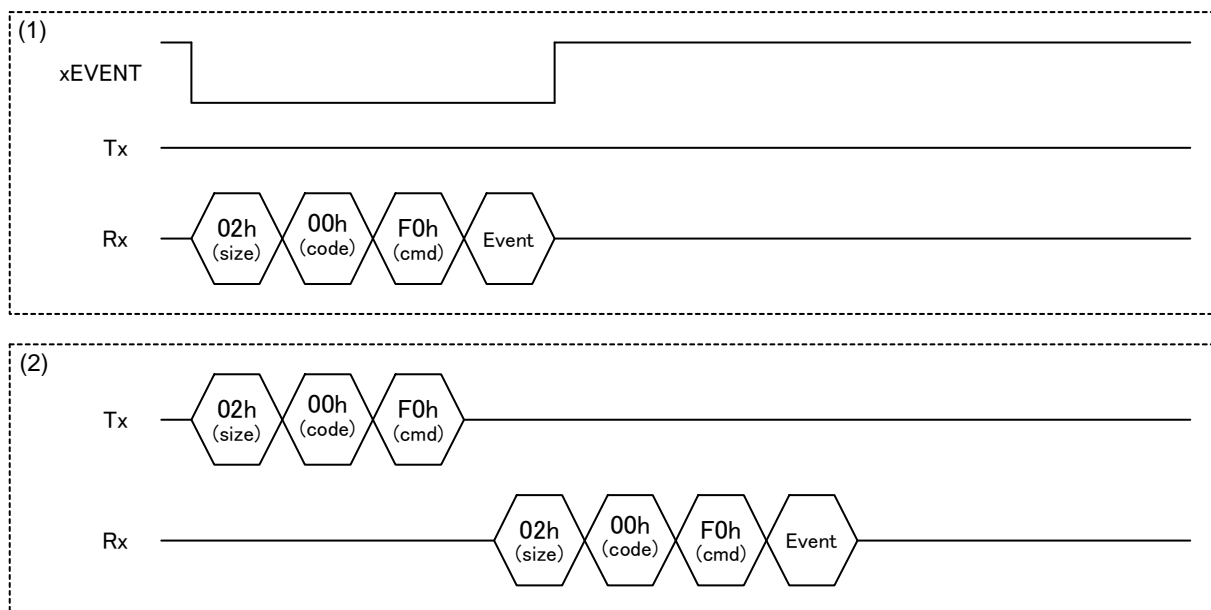 (1)
xEVENT
Tx
Rx
02h
(size)
00h
(code)
F0h
(cmd)
Event
(2)
Tx
02h
(size)
00h
(code)
F0h
(cmd)
Rx
02h
(size)
00h
(code)
F0h
(cmd)
Event